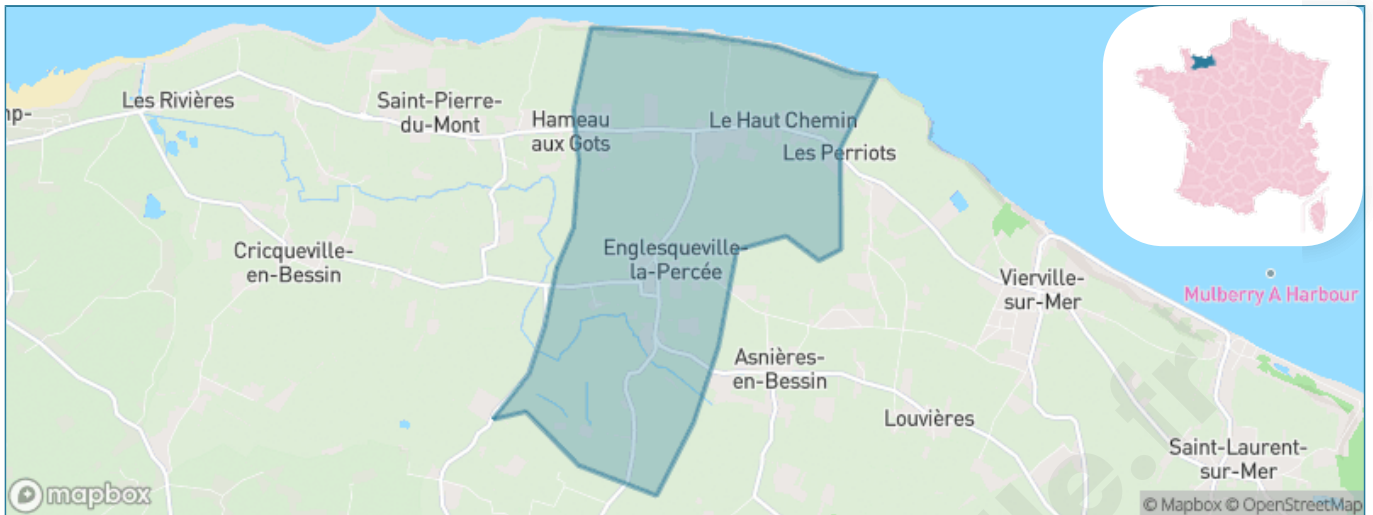 Les Rivières
Saint-Pierre-
du-Mont
Hameau
aux Gots
Le Haut Chemin
Les Perriots
np-
Cricqueville-
en-Bessin
Englesqueville-
la-Percée
Vierville-
sur-Mer
Mulberry A Harbour
Asnières-
en-Bessin
Louvières
Saint-Laurent-
sur-Mer
mapbox
© Mapbox © OpenStreetMap